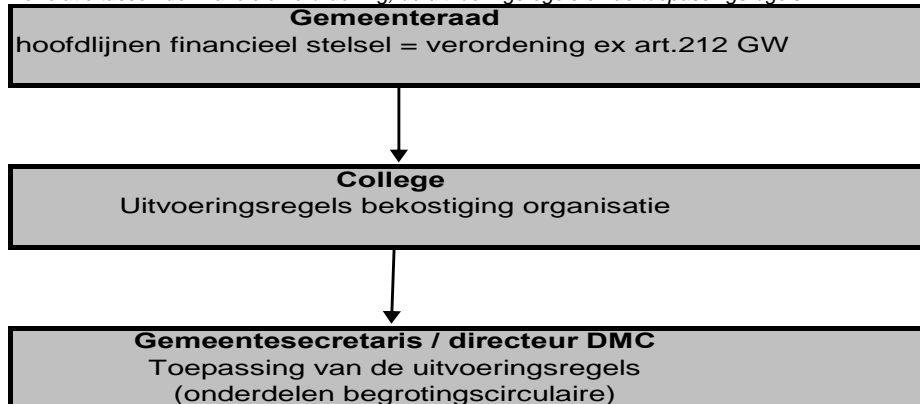 Gemeenteraad
hoofdlijnen financieel stelsel = verordening ex art.212 GW
College
Uitvoeringsregels bekostiging organisatie
Gemeentesecretaris / directeur DMC
Toepassing van de uitvoeringsregels
(onderdelen begrotingscirculaire)